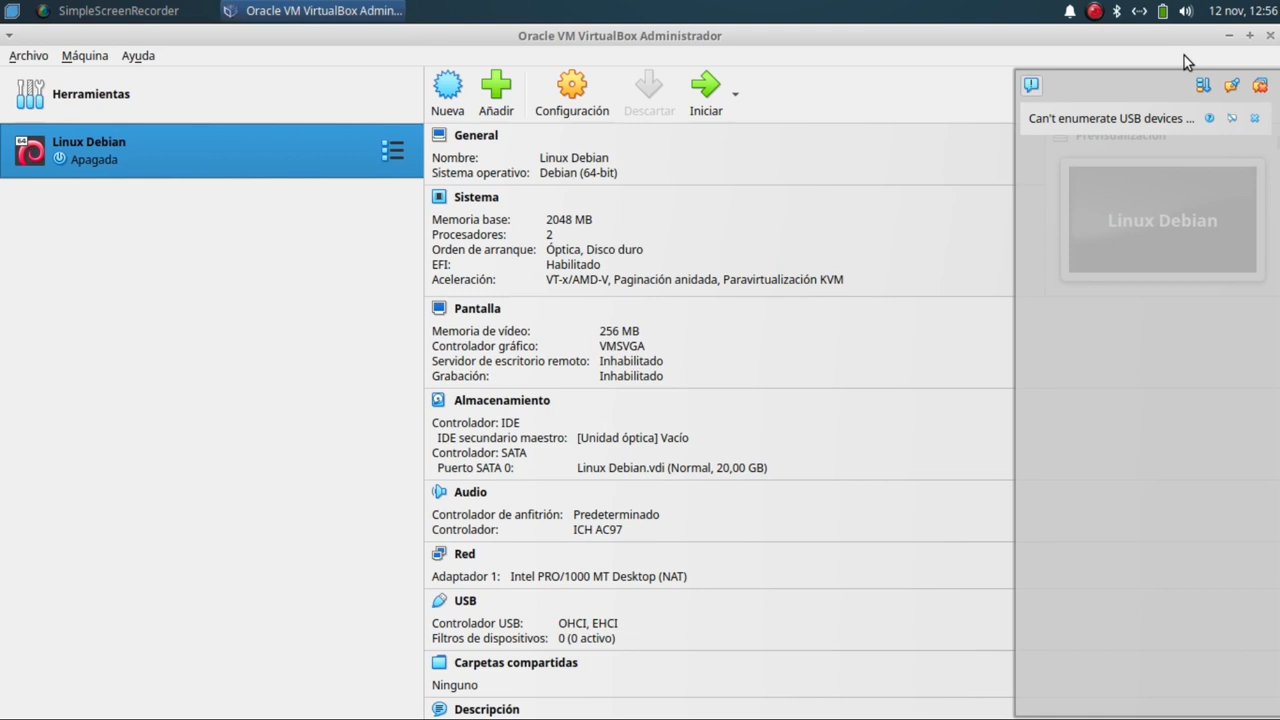 SimpleScreenRecorder
Oracle VM VirtualBox Admin...
12 nov, 12:56
Oracle VM VirtualBox Administrador
Archivo Máquina Ayuda
Herramientas
Nueva Añadir Configuración Descartar Iniciar
64 Linux Debian
Apagada
General
Nombre: Linux Debian
Sistema operativo: Debian (64-bit)
Sistema
Memoria base: 2048 MB
Procesadores: 2
Orden de arranque: Óptica, Disco duro
EFI: Habilitado
Aceleración: VT-x/AMD-V, Paginación anidada, Paravirtualización KVM
Pantalla
Memoria de vídeo: 256 MB
Controlador gráfico: VMSVGA
Servidor de escritorio remoto: Inhabilitado
Grabación: Inhabilitado
Almacenamiento
Controlador: IDE
IDE secundario maestro: [Unidad óptica] Vacío
Controlador: SATA
Puerto SATA 0: Linux Debian.vdi (Normal, 20,00 GB)
Audio
Controlador de anfitrión: Predeterminado
Controlador: ICH AC97
Red
Adaptador 1: Intel PRO/1000 MT Desktop (NAT)
USB
Controlador USB: OHCI, EHCI
Filtros de dispositivos: 0 (0 activo)
Carpetas compartidas
Ninguno
Descripción
Can't enumerate USB devices ...
Previsualización
Linux Debian